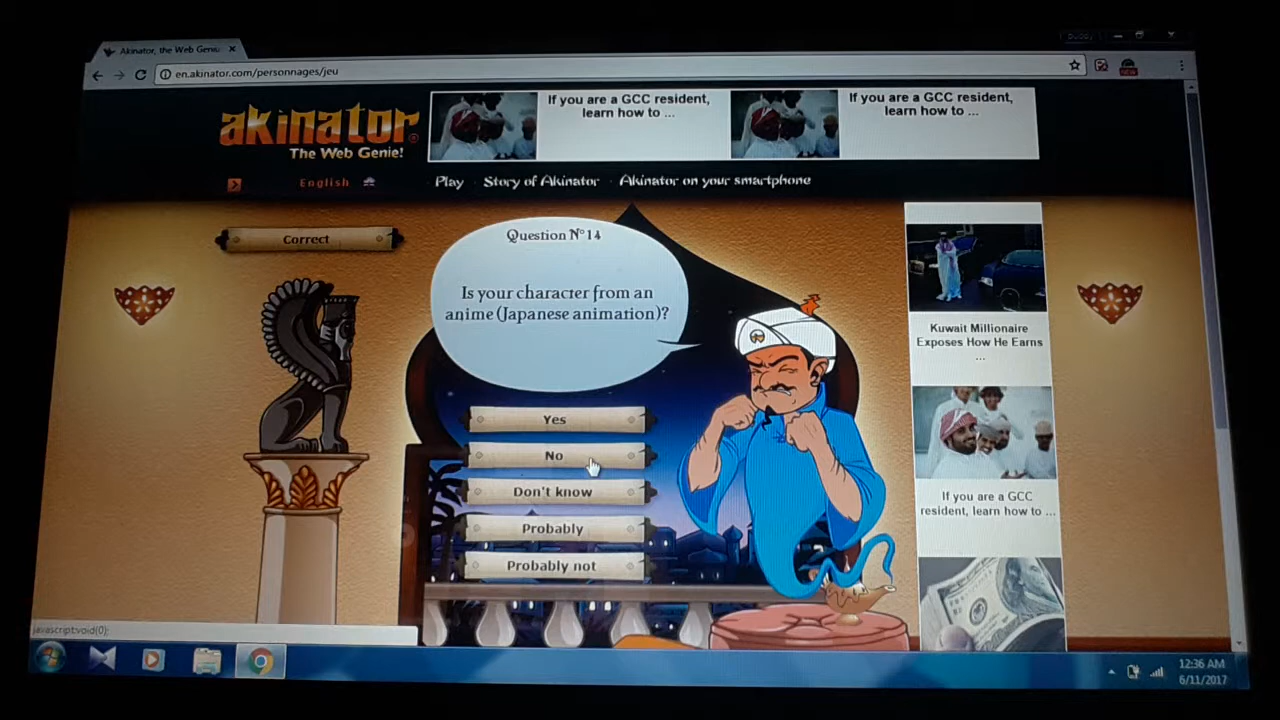 Akinator, the Web Geni
en.akinator.com/personnages/jeu
akinator
The Web Genie!
If you are a GCC resident,
learn how to ...
If you are a GCC resident,
learn how to ...
English
Play
Story of Akinator
Akinator on your smartphone
Correct
Question N°14
Is your character from an
anime (Japanese animation)?
Yes
No
Don't know
Probably
Probably not
Kuwait Millionaire
Exposes How He Earns
...
If you are a GCC
resident, learn how to ...
javascript:void(0);
12:36 AM
6/11/2017